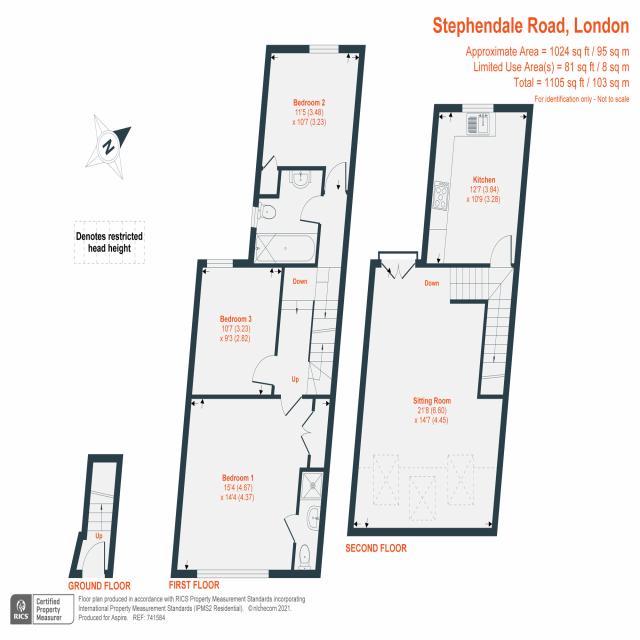 Stephendale Road, London
Approximate Area = 1024 sq ft / 95 sq m
Limited Use Area(s) = 81 sq ft / 8 sq m
Total = 1105 sq ft / 103 sq m
For identification only - Not to scale
N
Denotes restricted
head height
Bedroom 2
11'5 (3.48)
x 10'7 (3.23)
Kitchen
12'7 (3.84)
x 10'9 (3.28)
Down
Down
Bedroom 3
10'7 (3.23)
x 9'3 (2.82)
Up
Sitting Room
21'8 (6.60)
x 14'7 (4.45)
Bedroom 1
15'4 (4.67)
x 14'4 (4.37)
Up
SECOND FLOOR
GROUND FLOOR
FIRST FLOOR
RICS
Certified
Property
Measurer
Floor plan produced in accordance with RICS Property Measurement Standards incorporating
International Property Measurement Standards (IPMS2 Residential). ©nichecom 2021.
Produced for Aspire. REF: 741584